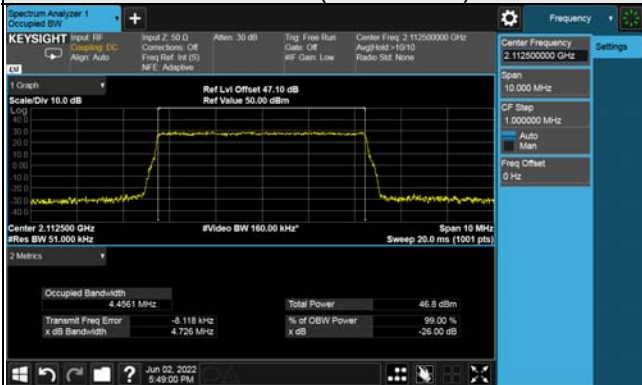 Spectrum Analyzer 1
Occupied BW
Frequency
KEYSIGHT
Input: RF
Coupling: DC
Align: Auto
Input Z: 50 Ω
Corrections: Off
Freq Ref: Int (S)
NFE: Adaptive
Atten: 30 dB
Trig: Free Run
Gate: Off
#IF Gain: Low
Center Freq: 2.112500000 GHz
Avg|Hold:>10/10
Radio Std: None
LXI
Center Frequency
2.112500000 GHz
Settings
Span
10.000 MHz
CF Step
1.000000 MHz
Auto
Man
Freq Offset
0 Hz
1 Graph
Scale/Div 10.0 dB
Ref Lvl Offset 47.10 dB
Ref Value 50.00 dBm
Log
40.0
30.0
20.0
10.0
0.00
-10.0
-20.0
-30.0
-40.0
Center 2.112500 GHz
#Res BW 51.000 kHz
#Video BW 160.00 kHz*
Span 10 MHz
Sweep 20.0 ms (1001 pts)
2 Metrics
Occupied Bandwidth
4.4561 MHz
Total Power 46.8 dBm
Transmit Freq Error -8.118 kHz
% of OBW Power 99.00 %
x dB Bandwidth 4.726 MHz
x dB -26.00 dB
?
Jun 02, 2022
5:49:00 PM